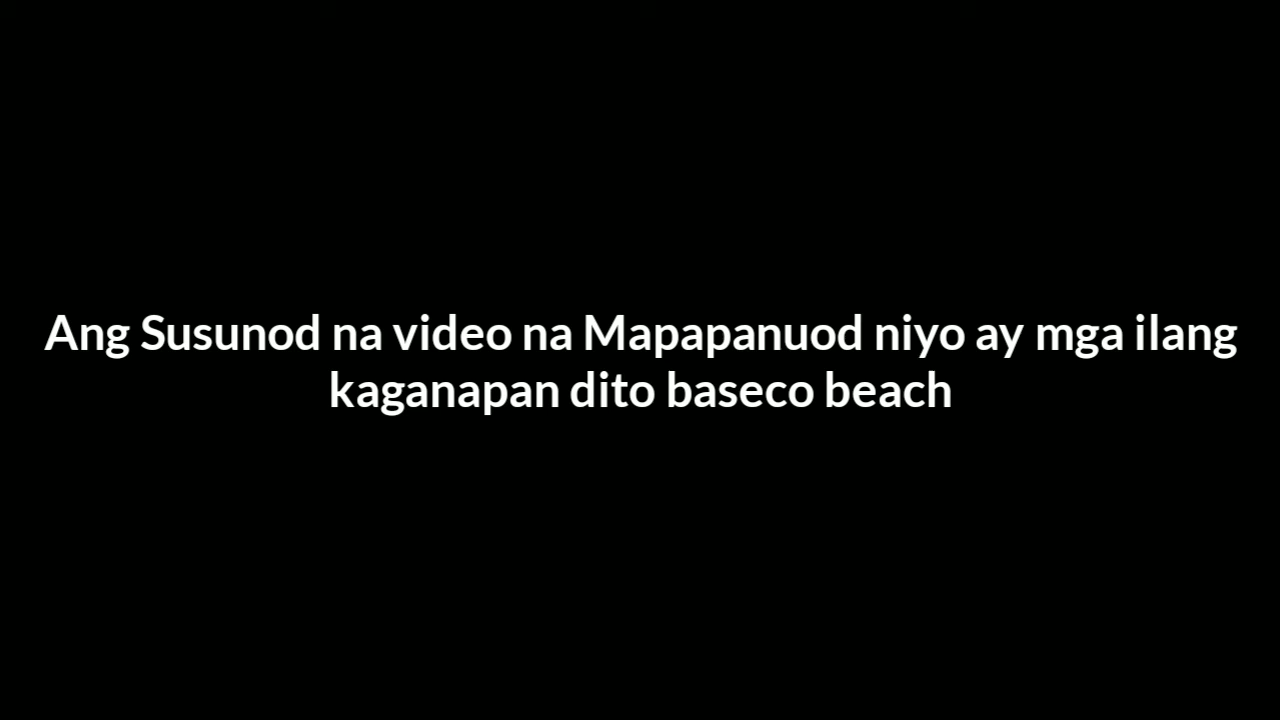 Ang Susunod na video na Mapapanuod niyo ay mga ilang
kaganapan dito baseco beach